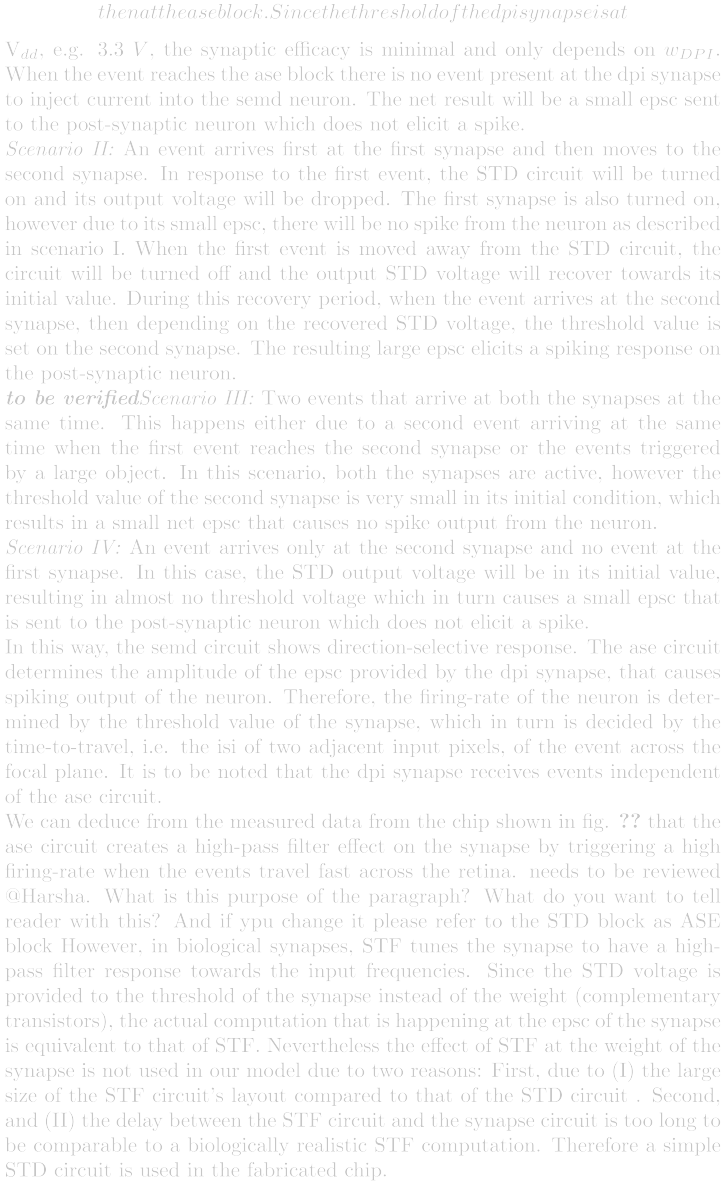 thenattheaseblock.Sincethethresholdofthedpisynapseisat
V_{dd}, e.g. 3.3 V, the synaptic efficacy is minimal and only depends on w_{DPI}.
When the event reaches the ase block there is no event present at the dpi synapse
to inject current into the semd neuron. The net result will be a small epsc sent
to the post-synaptic neuron which does not elicit a spike.
Scenario II: An event arrives first at the first synapse and then moves to the
second synapse. In response to the first event, the STD circuit will be turned
on and its output voltage will be dropped. The first synapse is also turned on,
however due to its small epsc, there will be no spike from the neuron as described
in scenario I. When the first event is moved away from the STD circuit, the
circuit will be turned off and the output STD voltage will recover towards its
initial value. During this recovery period, when the event arrives at the second
synapse, then depending on the recovered STD voltage, the threshold value is
set on the second synapse. The resulting large epsc elicits a spiking response on
the post-synaptic neuron.
to be verifiedScenario III: Two events that arrive at both the synapses at the
same time. This happens either due to a second event arriving at the same
time when the first event reaches the second synapse or the events triggered
by a large object. In this scenario, both the synapses are active, however the
threshold value of the second synapse is very small in its initial condition, which
results in a small net epsc that causes no spike output from the neuron.
Scenario IV: An event arrives only at the second synapse and no event at the
first synapse. In this case, the STD output voltage will be in its initial value,
resulting in almost no threshold voltage which in turn causes a small epsc that
is sent to the post-synaptic neuron which does not elicit a spike.
In this way, the semd circuit shows direction-selective response. The ase circuit
determines the amplitude of the epsc provided by the dpi synapse, that causes
spiking output of the neuron. Therefore, the firing-rate of the neuron is deter-
mined by the threshold value of the synapse, which in turn is decided by the
time-to-travel, i.e. the isi of two adjacent input pixels, of the event across the
focal plane. It is to be noted that the dpi synapse receives events independent
of the ase circuit.
We can deduce from the measured data from the chip shown in fig. ?? that the
ase circuit creates a high-pass filter effect on the synapse by triggering a high
firing-rate when the events travel fast across the retina. needs to be reviewed
@Harsha. What is this purpose of the paragraph? What do you want to tell
reader with this? And if ypu change it please refer to the STD block as ASE
block However, in biological synapses, STF tunes the synapse to have a high-
pass filter response towards the input frequencies. Since the STD voltage is
provided to the threshold of the synapse instead of the weight (complementary
transistors), the actual computation that is happening at the epsc of the synapse
is equivalent to that of STF. Nevertheless the effect of STF at the weight of the
synapse is not used in our model due to two reasons: First, due to (I) the large
size of the STF circuit's layout compared to that of the STD circuit . Second,
and (II) the delay between the STF circuit and the synapse circuit is too long to
be comparable to a biologically realistic STF computation. Therefore a simple
STD circuit is used in the fabricated chip.